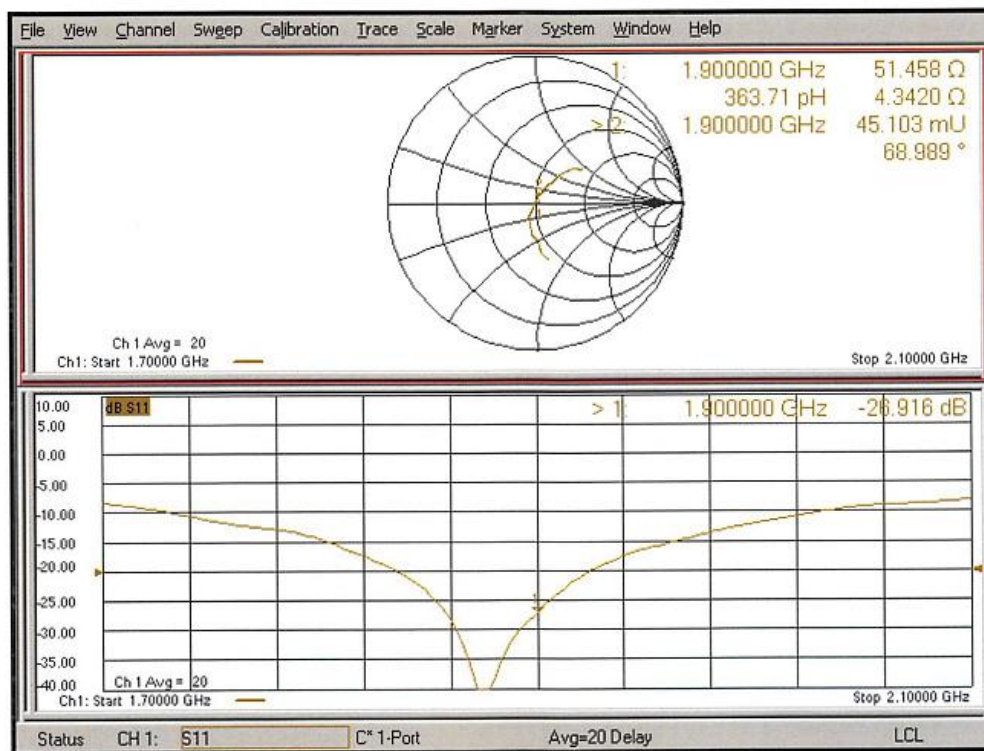 File View Channel Sweep Calibration Trace Scale Marker System Window Help
1: 1.900000 GHz 51.458 Ω
363.71 pH 4.3420 Ω
> 2: 1.900000 GHz 45.103 mU
68.989 °
Ch 1 Avg = 20
Ch1: Start 1.70000 GHz
Stop 2.10000 GHz
dB S11
> 1: 1.900000 GHz -26.916 dB
10.00
5.00
0.00
-5.00
-10.00
-15.00
-20.00
-25.00
-30.00
-35.00
-40.00
1
Ch 1 Avg = 20
Ch1: Start 1.70000 GHz
Stop 2.10000 GHz
Status CH 1: S11 C* 1-Port Avg=20 Delay LCL